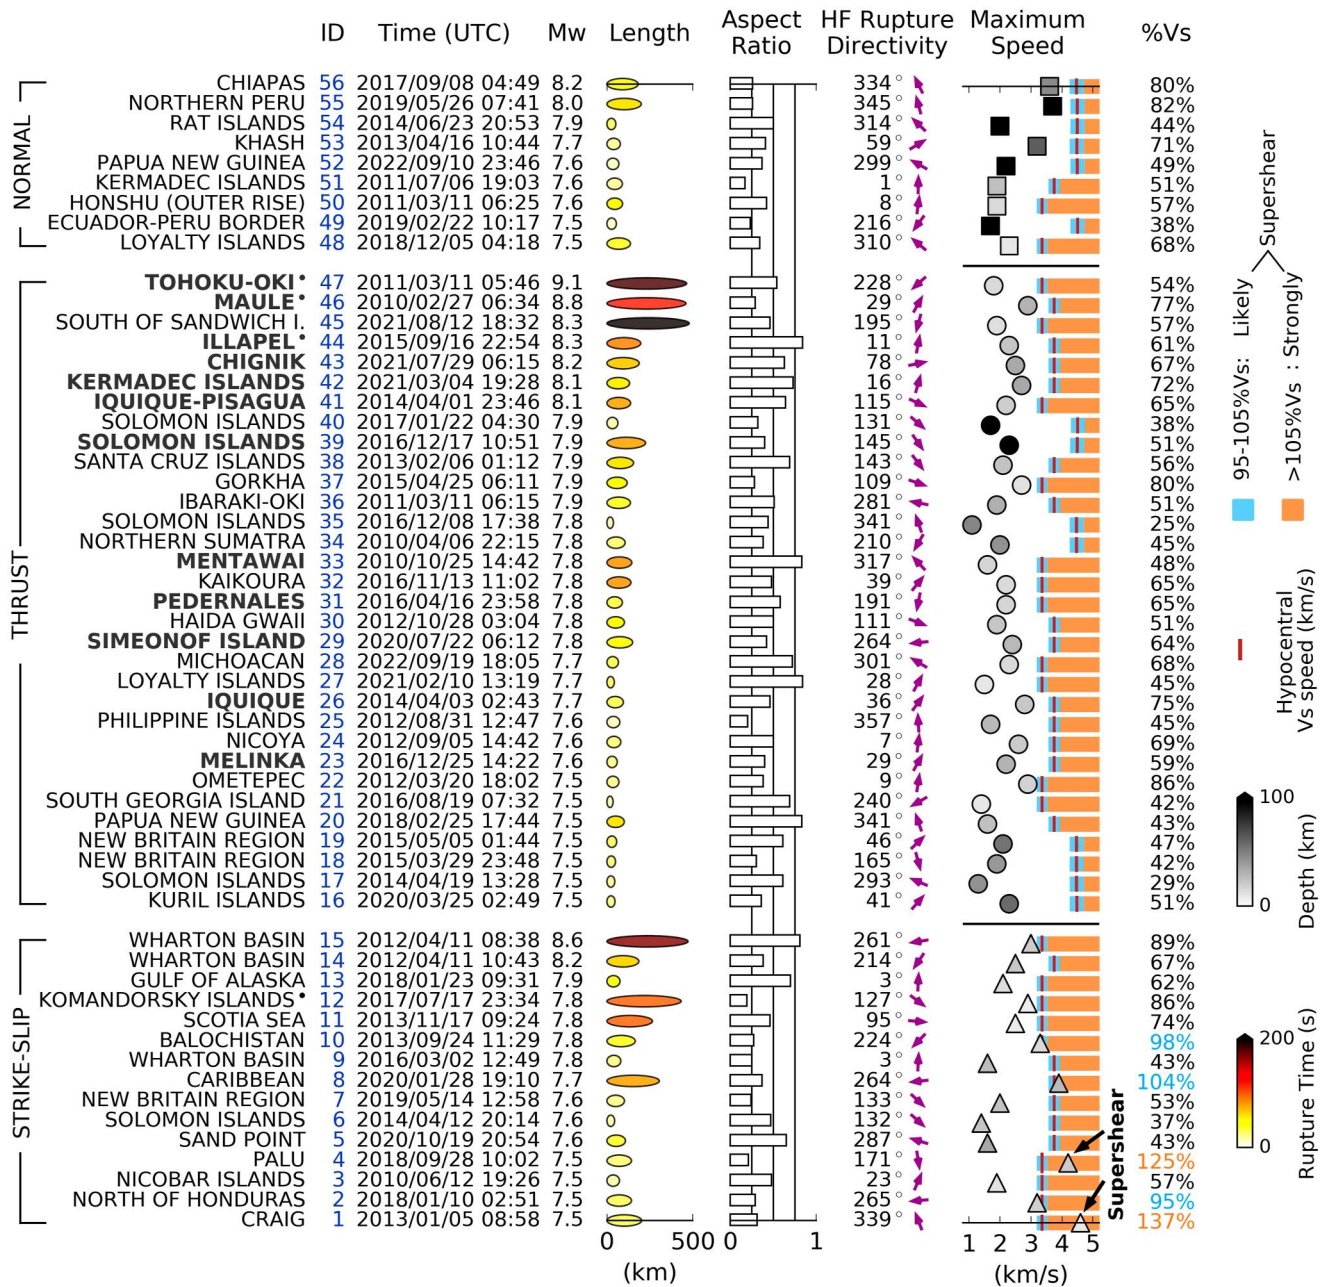 ID Time (UTC) Mw Length Aspect Ratio HF Rupture Directivity Maximum Speed %Vs
NORMAL
CHIAPAS 56 2017/09/08 04:49 8.2 334° 80%
NORTHERN PERU 55 2019/05/26 07:41 8.0 345° 82%
RAT ISLANDS 54 2014/06/23 20:53 7.9 314° 44%
KHASH 53 2013/04/16 10:44 7.7 59° 71%
PAPUA NEW GUINEA 52 2022/09/10 23:46 7.6 299° 49%
KERMADEC ISLANDS 51 2011/07/06 19:03 7.6 1° 51%
HONSHU (OUTER RISE) 50 2011/03/11 06:25 7.6 8° 57%
ECUADOR-PERU BORDER 49 2019/02/22 10:17 7.5 216° 38%
LOYALTY ISLANDS 48 2018/12/05 04:18 7.5 310° 68%
THRUST
TOHOKU-OKI• 47 2011/03/11 05:46 9.1 228° 54%
MAULE• 46 2010/02/27 06:34 8.8 29° 77%
SOUTH OF SANDWICH I. 45 2021/08/12 18:32 8.3 195° 57%
ILLAPEL• 44 2015/09/16 22:54 8.3 11° 61%
CHIGNIK 43 2021/07/29 06:15 8.2 78° 67%
KERMADEC ISLANDS 42 2021/03/04 19:28 8.1 16° 72%
IQUIQUE-PISAGUA 41 2014/04/01 23:46 8.1 115° 65%
SOLOMON ISLANDS 40 2017/01/22 04:30 7.9 131° 38%
SOLOMON ISLANDS 39 2016/12/17 10:51 7.9 145° 51%
SANTA CRUZ ISLANDS 38 2013/02/06 01:12 7.9 143° 56%
GORKHA 37 2015/04/25 06:11 7.9 109° 80%
IBARAKI-OKI 36 2011/03/11 06:15 7.9 281° 51%
SOLOMON ISLANDS 35 2016/12/08 17:38 7.8 341° 25%
NORTHERN SUMATRA 34 2010/04/06 22:15 7.8 210° 45%
MENTAWAI 33 2010/10/25 14:42 7.8 317° 48%
KAIKOURA 32 2016/11/13 11:02 7.8 39° 65%
PEDERNALES 31 2016/04/16 23:58 7.8 191° 65%
HAIDA GWAII 30 2012/10/28 03:04 7.8 111° 51%
SIMEONOF ISLAND 29 2020/07/22 06:12 7.8 264° 64%
MICHOACAN 28 2022/09/19 18:05 7.7 301° 68%
LOYALTY ISLANDS 27 2021/02/10 13:19 7.7 28° 45%
IQUIQUE 26 2014/04/03 02:43 7.7 36° 75%
PHILIPPINE ISLANDS 25 2012/08/31 12:47 7.6 357° 45%
NICOYA 24 2012/09/05 14:42 7.6 7° 69%
MELINKA 23 2016/12/25 14:22 7.6 29° 59%
OMETEPEC 22 2012/03/20 18:02 7.5 9° 86%
SOUTH GEORGIA ISLAND 21 2016/08/19 07:32 7.5 240° 42%
PAPUA NEW GUINEA 20 2018/02/25 17:44 7.5 341° 43%
NEW BRITAIN REGION 19 2015/05/05 01:44 7.5 46° 47%
NEW BRITAIN REGION 18 2015/03/29 23:48 7.5 165° 42%
SOLOMON ISLANDS 17 2014/04/19 13:28 7.5 293° 29%
KURIL ISLANDS 16 2020/03/25 02:49 7.5 41° 51%
STRIKE-SLIP
WHARTON BASIN 15 2012/04/11 08:38 8.6 261° 89%
WHARTON BASIN 14 2012/04/11 10:43 8.2 214° 67%
GULF OF ALASKA 13 2018/01/23 09:31 7.9 3° 62%
KOMANDORSKY ISLANDS• 12 2017/07/17 23:34 7.8 127° 86%
SCOTIA SEA 11 2013/11/17 09:24 7.8 95° 74%
BALOCHISTAN 10 2013/09/24 11:29 7.8 224° 98%
WHARTON BASIN 9 2016/03/02 12:49 7.8 3° 43%
CARIBBEAN 8 2020/01/28 19:10 7.7 264° 104%
NEW BRITAIN REGION 7 2019/05/14 12:58 7.6 133° 53%
SOLOMON ISLANDS 6 2014/04/12 20:14 7.6 132° 37%
SAND POINT 5 2020/10/19 20:54 7.6 287° 43%
PALU 4 2018/09/28 10:02 7.5 171° 125%
NICOBAR ISLANDS 3 2010/06/12 19:26 7.5 23° 57%
NORTH OF HONDURAS 2 2018/01/10 02:51 7.5 265° 95%
CRAIG 1 2013/01/05 08:58 7.5 339° 137%
Supershear
0 500 0 1 1 2 3 4 5
(km) (km/s)
Supershear
95-105%Vs: Likely
>105%Vs : Strongly
Hypocentral
Vs speed (km/s)
100
0
Depth (km)
200
0
Rupture Time (s)